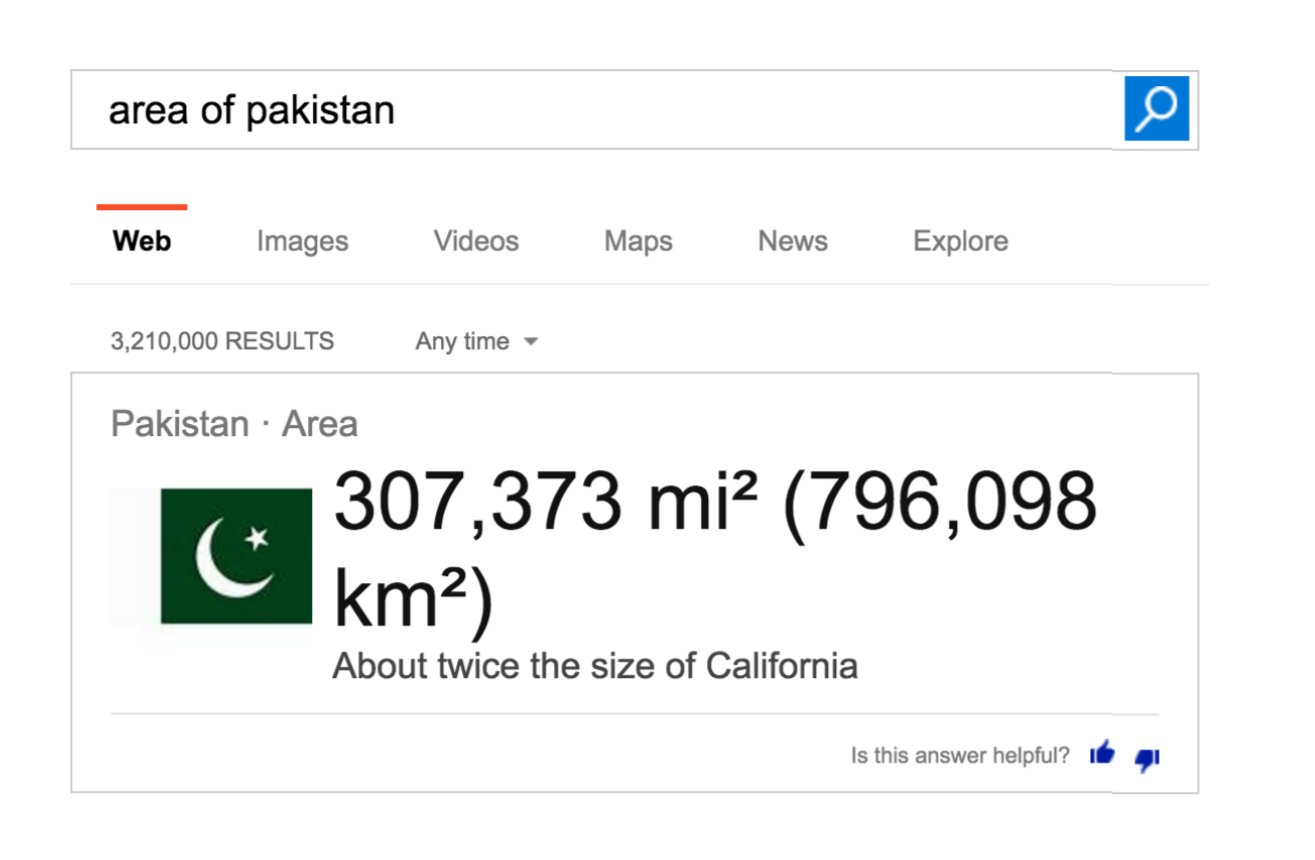 area of pakistan
Web Images Videos Maps News Explore
3,210,000 RESULTS Any time
Pakistan · Area
307,373 mi² (796,098
km²)
About twice the size of California
Is this answer helpful?